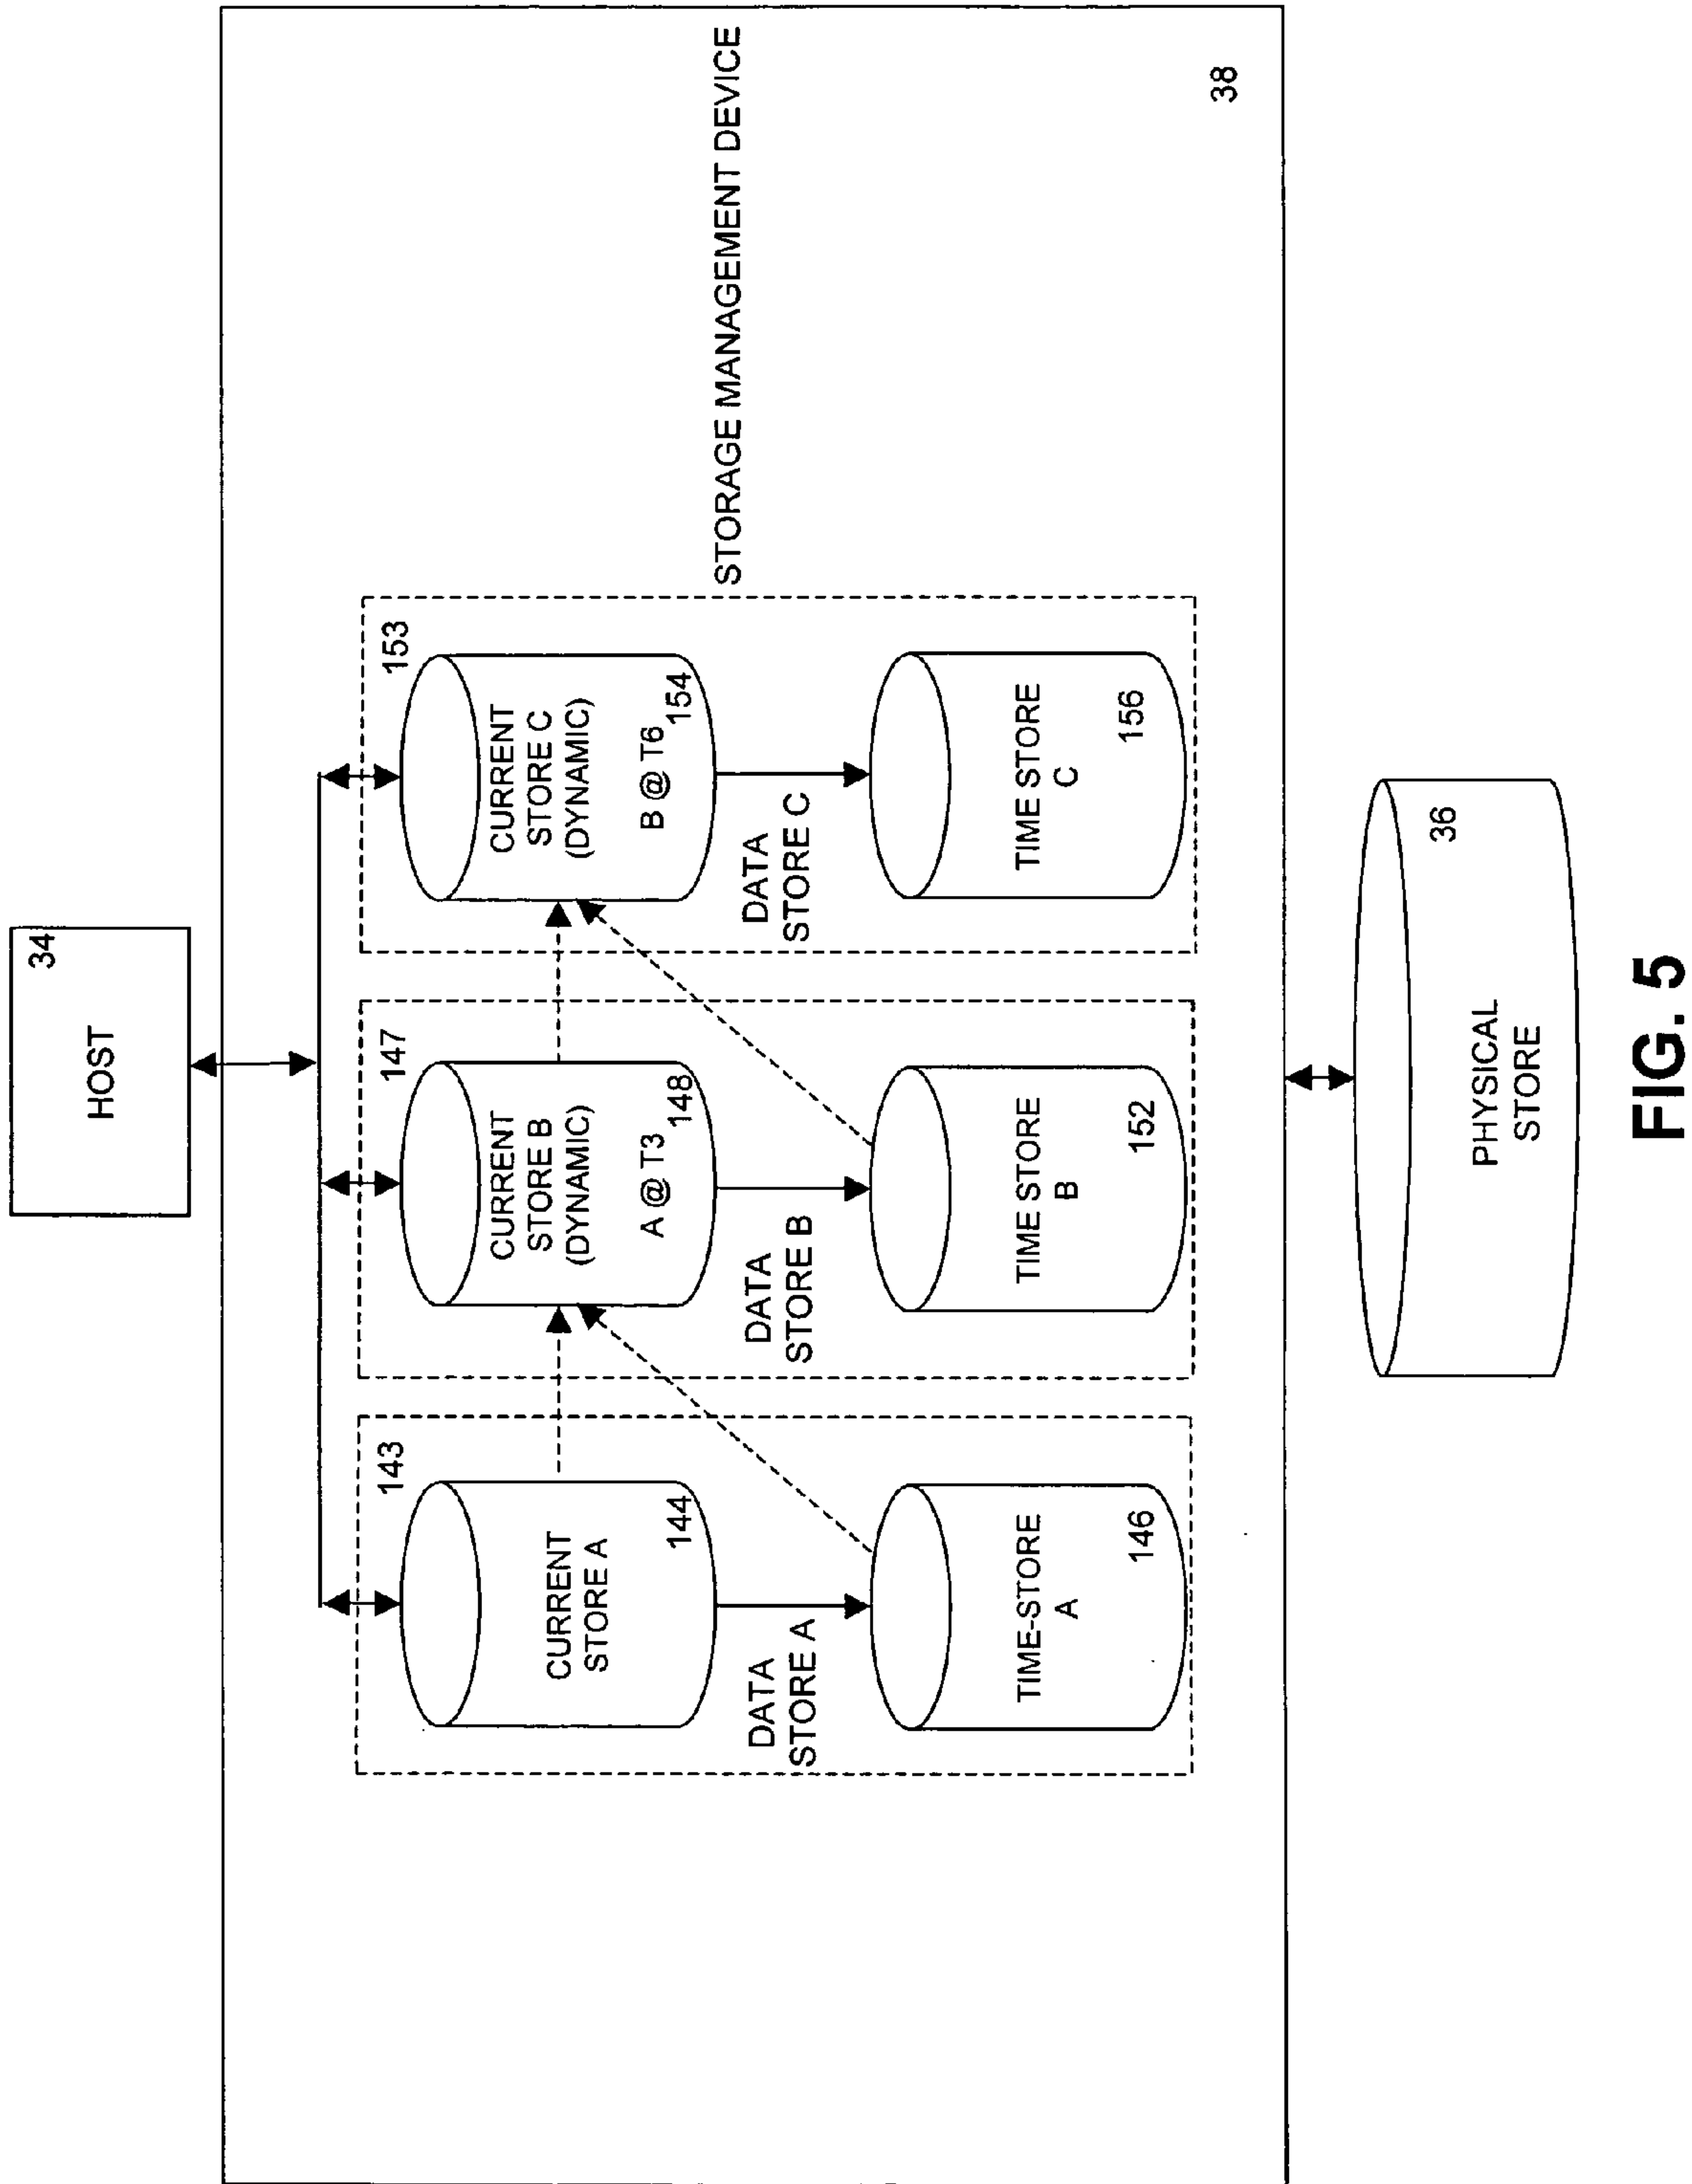 HOST
34
STORAGE MANAGEMENT DEVICE
38
143
CURRENT
STORE A
144
DATA
STORE A
TIME-STORE
A
146
147
CURRENT
STORE B
(DYNAMIC)
A @ T3
148
DATA
STORE B
TIME STORE
B
152
153
CURRENT
STORE C
(DYNAMIC)
B @ T6
154
DATA
STORE C
TIME STORE
C
156
36
PHYSICAL
STORE
FIG. 5